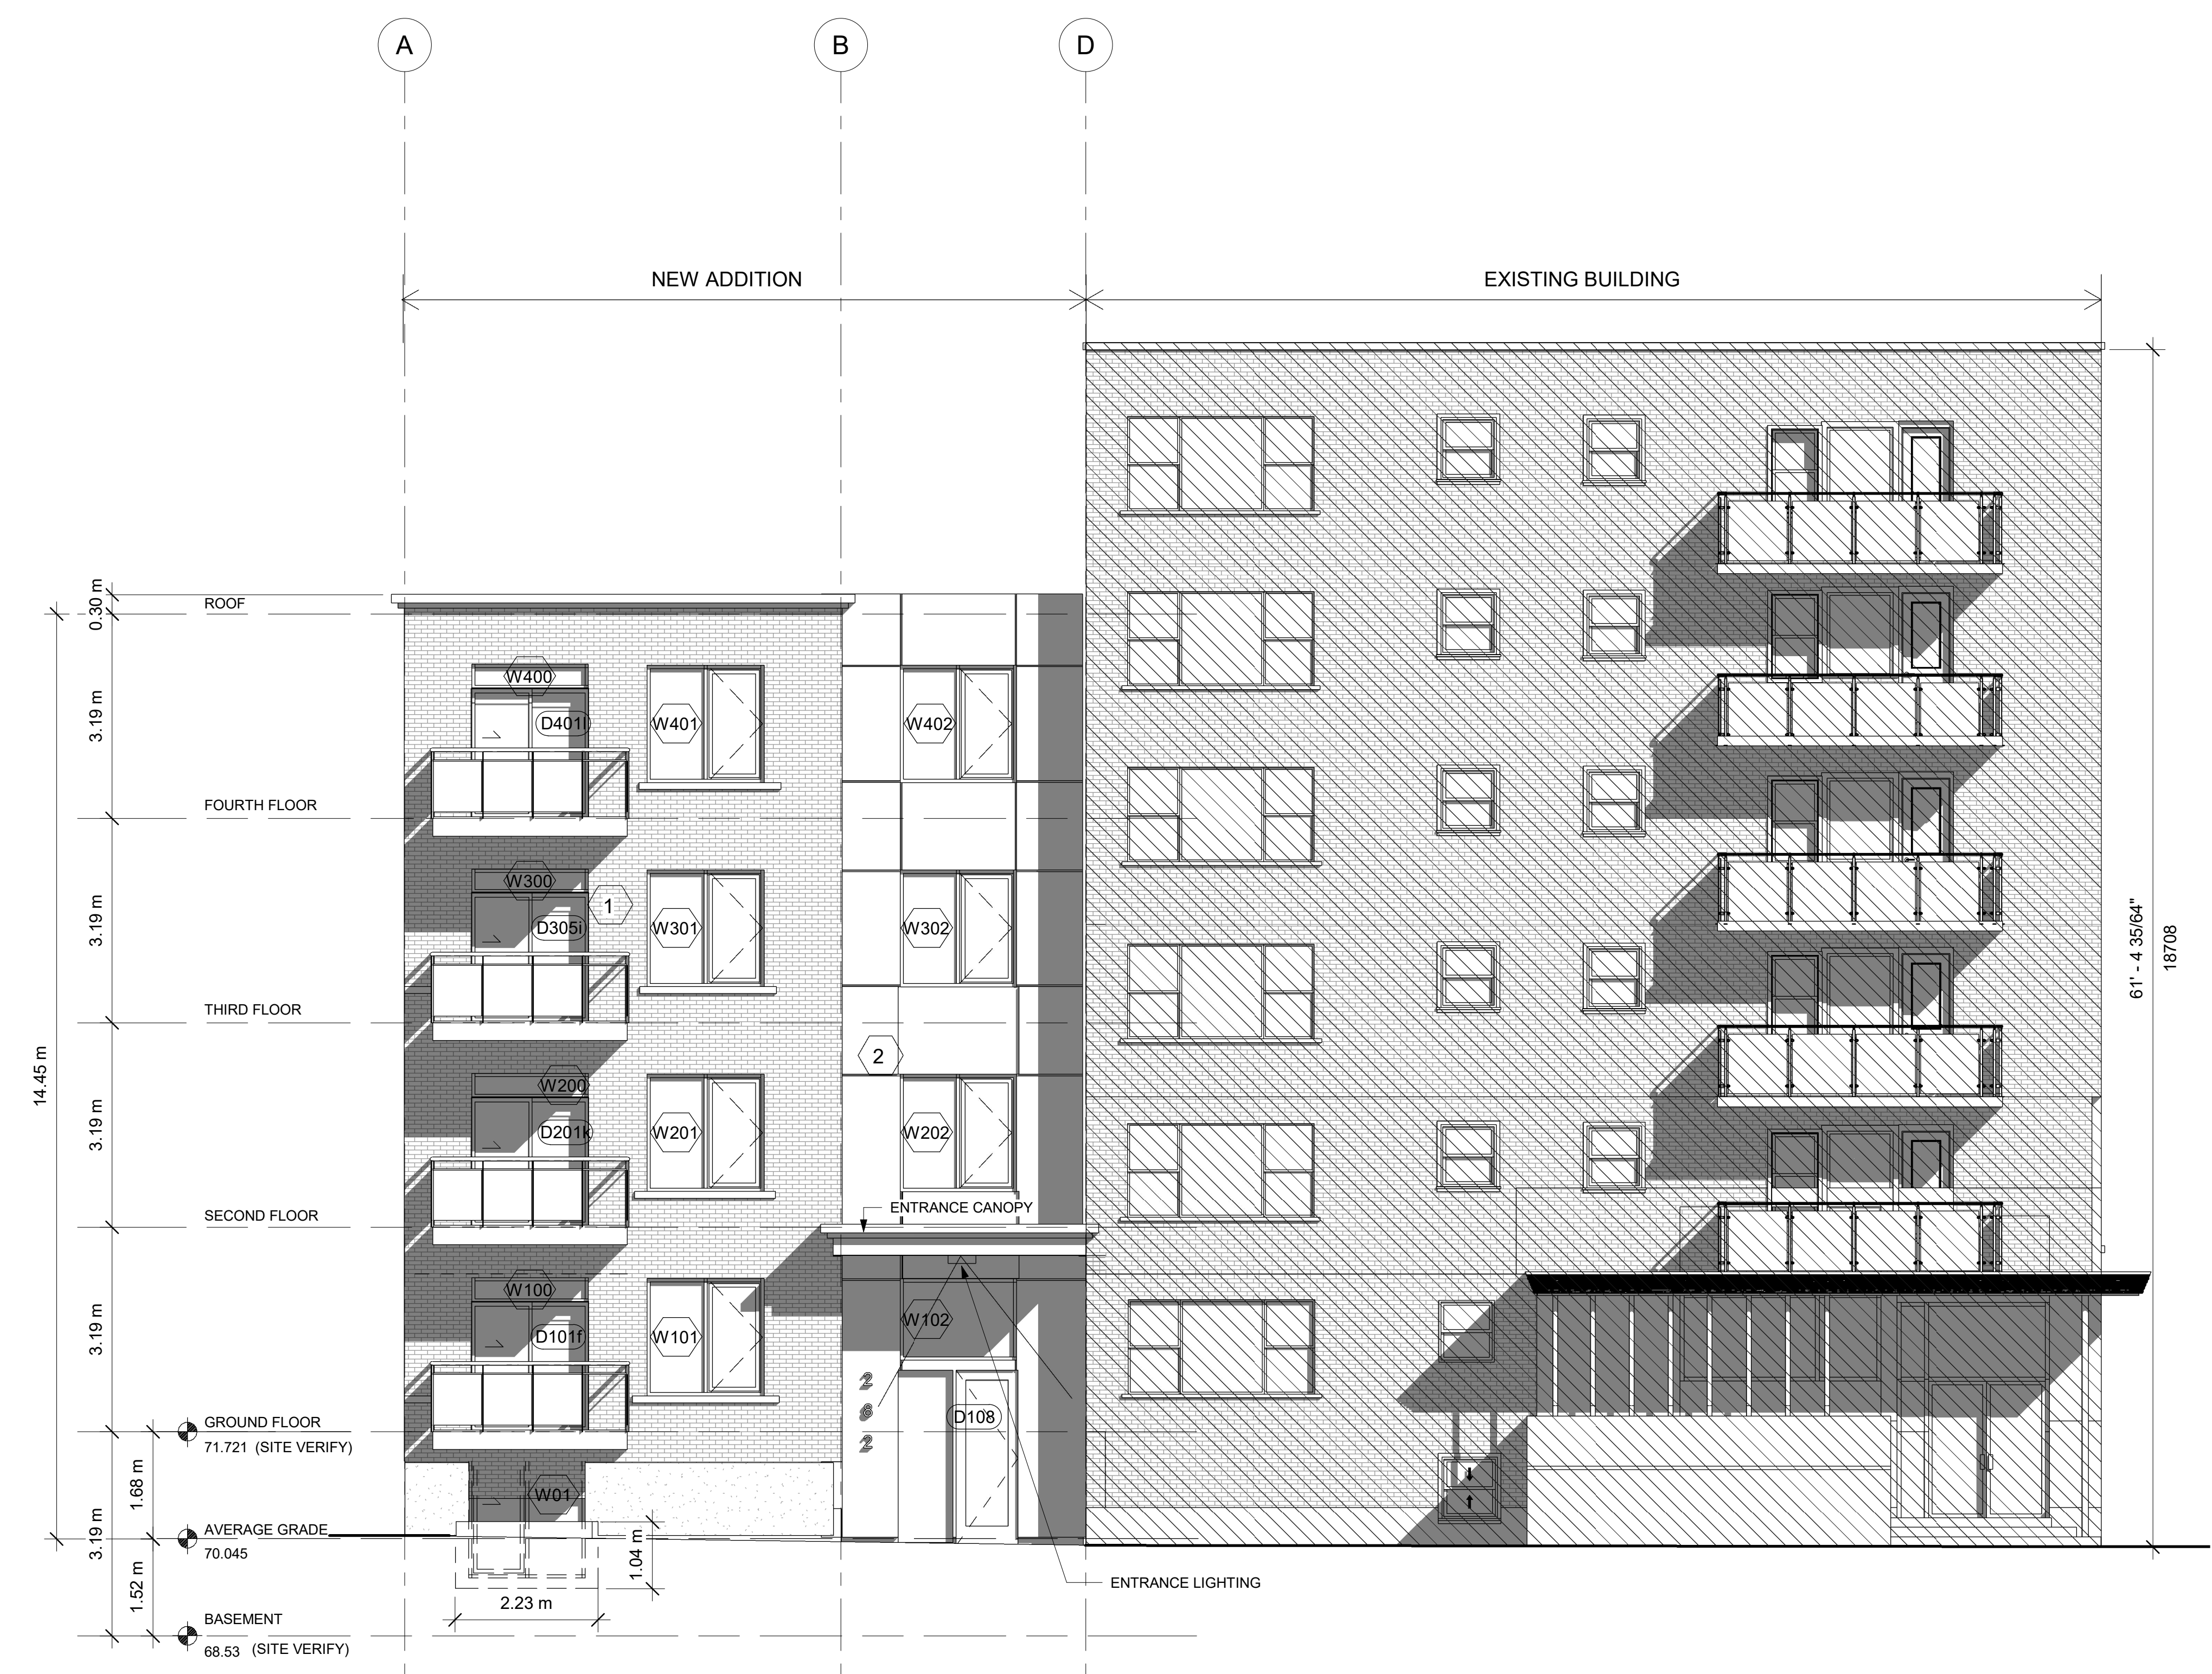 A
B
D
NEW ADDITION
EXISTING BUILDING
0.30 m
ROOF
W400
D401l
W401
W402
3.19 m
FOURTH FLOOR
W300
1
D305i
W301
W302
3.19 m
61' - 4 35/64"
18708
THIRD FLOOR
2
14.45 m
W200
D201k
W201
W202
3.19 m
ENTRANCE CANOPY
SECOND FLOOR
W100
D101f
W101
W102
3.19 m
2
6
2
D108
GROUND FLOOR
71.721 (SITE VERIFY)
1.68 m
W01
AVERAGE GRADE
70.045
3.19 m
1.04 m
1.52 m
ENTRANCE LIGHTING
2.23 m
BASEMENT
68.53 (SITE VERIFY)